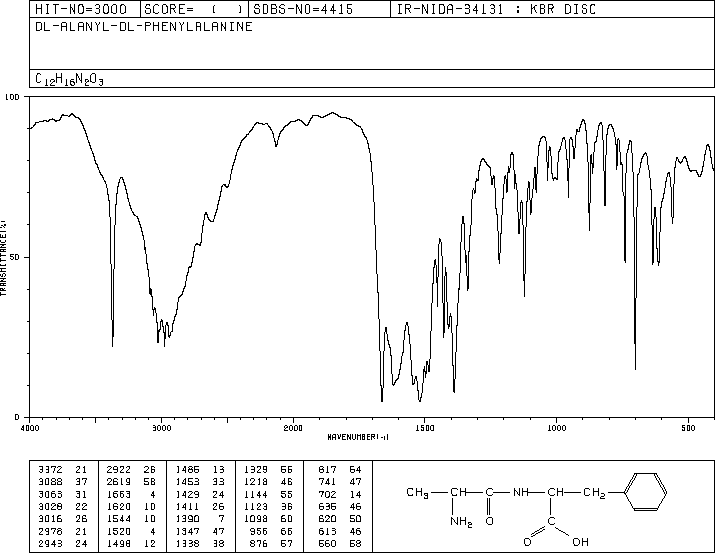 HIT-NO=3000 SCORE= ( ) SDBS-NO=4415 IR-NIDA-34131 : KBR DISC
DL-ALANYL-DL-PHENYLALANINE
C12H16N2O3
100
50
0
TRANSMITTANCE(%)
4000 3000 2000 1500 1000 500
WAVENUMBER(-1)
3372 21 2922 26 1486 13 1329 66 817 64
3088 37 2619 58 1453 33 1218 46 741 47
3063 31 1663 4 1429 24 1144 55 702 14
3028 22 1620 10 1411 26 1123 36 636 46
3016 26 1544 10 1390 7 1098 60 620 50
2978 21 1520 4 1347 47 956 66 613 46
2943 24 1498 12 1338 38 876 57 560 58
CH3 CH C NH CH CH2
NH2 O C
O OH